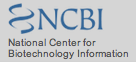 NCBI
National Center for
Biotechnology Information